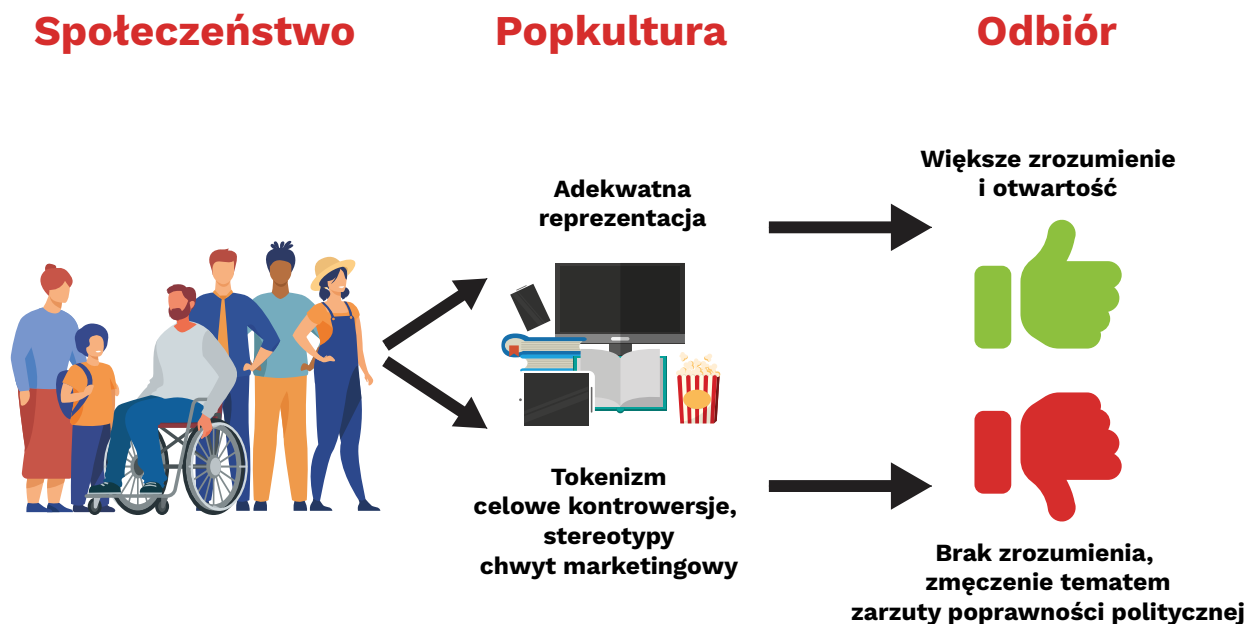 Społeczeństwo
Popkultura
Odbiór
Adekwatna
reprezentacja
Większe zrozumienie
i otwartość
Tokenizm
celowe kontrowersje,
stereotypy
chwyt marketingowy
Brak zrozumienia,
zmęczenie tematem
zarzuty poprawności politycznej